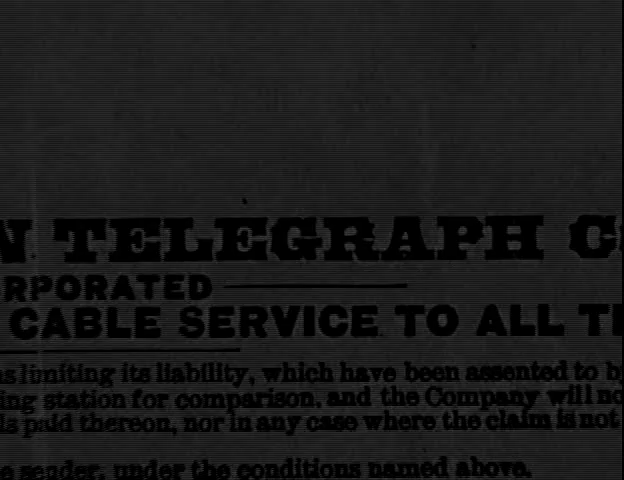 N TELEGRAPH C
RPORATED
CABLE SERVICE TO ALL T
as limiting its liability, which have been assented to b
ing station for comparison, and the Company will no
is paid thereon, nor in any case where the claim is not
e sender, under the conditions named above.